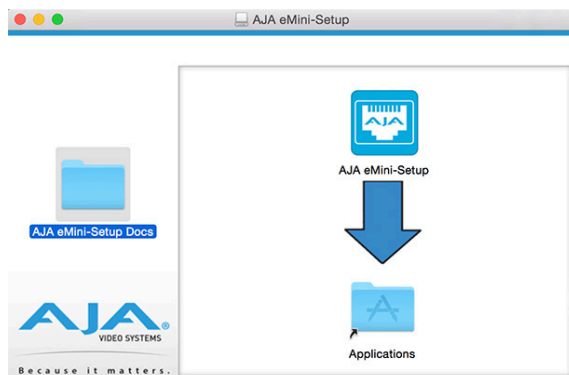 AJA eMini-Setup
AJA
AJA eMini-Setup
AJA eMini-Setup Docs
AJA®
VIDEO SYSTEMS
Because it matters.
Applications